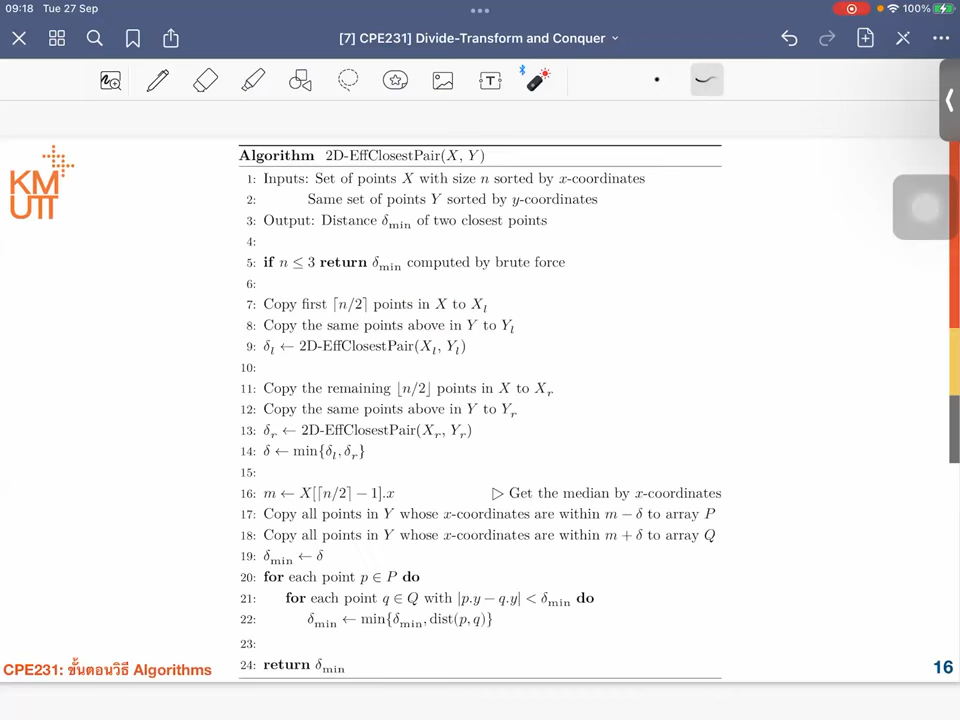 09:18 Tue 27 Sep 100%
[7] CPE231] Divide-Transform and Conquer
T
KM
UTT
Algorithm 2D-EffClosestPair(X, Y)
1: Inputs: Set of points X with size n sorted by x-coordinates
2: Same set of points Y sorted by y-coordinates
3: Output: Distance δmin of two closest points
4:
5: if n ≤ 3 return δmin computed by brute force
6:
7: Copy first ⌈n/2⌉ points in X to Xl
8: Copy the same points above in Y to Yl
9: δl ← 2D-EffClosestPair(Xl, Yl)
10:
11: Copy the remaining ⌊n/2⌋ points in X to Xr
12: Copy the same points above in Y to Yr
13: δr ← 2D-EffClosestPair(Xr, Yr)
14: δ ← min{δl, δr}
15:
16: m ← X[⌈n/2⌉ − 1].x ▷ Get the median by x-coordinates
17: Copy all points in Y whose x-coordinates are within m − δ to array P
18: Copy all points in Y whose x-coordinates are within m + δ to array Q
19: δmin ← δ
20: for each point p ∈ P do
21: for each point q ∈ Q with |p.y − q.y| < δmin do
22: δmin ← min{δmin, dist(p, q)}
23:
24: return δmin
CPE231: ขั้นตอนวิธี Algorithms
16